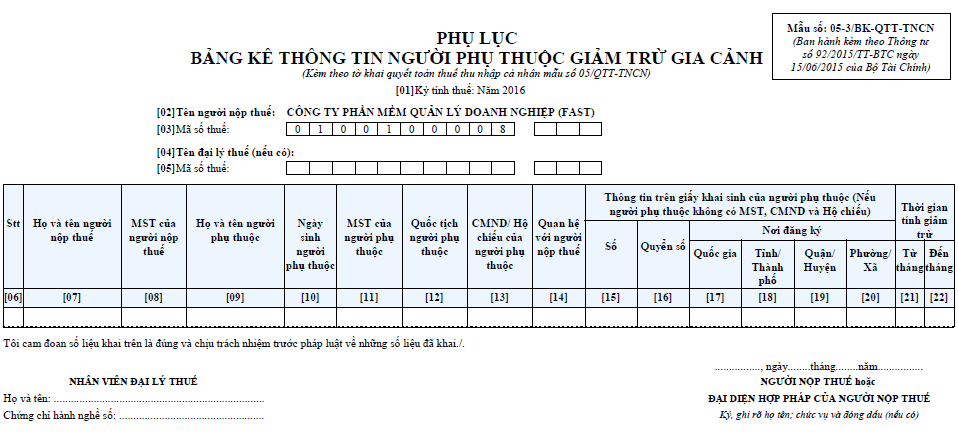 Mẫu số: 05-3/BK-QTT-TNCN
(Ban hành kèm theo Thông tư
số 92/2015/TT-BTC ngày
15/06/2015 của Bộ Tài Chính)
PHỤ LỤC
BẢNG KÊ THÔNG TIN NGƯỜI PHỤ THUỘC GIẢM TRỪ GIA CẢNH
(Kèm theo tờ khai quyết toán thuế thu nhập cá nhân mẫu số 05/QTT-TNCN)
[01]Kỳ tính thuế: Năm 2016
[02]Tên người nộp thuế: CÔNG TY PHẦN MỀM QUẢN LÝ DOANH NGHIỆP (FAST)
[03]Mã số thuế: 0 1 0 0 1 0 0 0 0 8
[04]Tên đại lý thuế (nếu có):
[05]Mã số thuế:
Stt
Họ và tên người
nộp thuế
MST của
người nộp
thuế
Họ và tên người
phụ thuộc
Ngày
sinh
người
phụ thuộc
MST của
người phụ
thuộc
Quốc tịch
người phụ
thuộc
CMND/ Hộ
chiếu của
người phụ
thuộc
Quan hệ
với người
nộp thuế
Thông tin trên giấy khai sinh của người phụ thuộc (Nếu
người phụ thuộc không có MST, CMND và Hộ chiếu)
Số
Quyển số
Nơi đăng ký
Quốc gia
Tỉnh/
Thành
phố
Quận/
Huyện
Phường/
Xã
Thời gian
tính giảm
trừ
Từ
tháng
Đến
tháng
[06] [07] [08] [09] [10] [11] [12] [13] [14] [15] [16] [17] [18] [19] [20] [21] [22]
Tôi cam đoan số liệu khai trên là đúng và chịu trách nhiệm trước pháp luật về những số liệu đã khai./.
................, ngày........tháng.......năm................
NHÂN VIÊN ĐẠI LÝ THUẾ
NGƯỜI NỘP THUẾ hoặc
Họ và tên: ..........................................................................
ĐẠI DIỆN HỢP PHÁP CỦA NGƯỜI NỘP THUẾ
Chứng chỉ hành nghề số: ...................................................
Ký, ghi rõ họ tên; chức vụ và đóng dấu (nếu có)